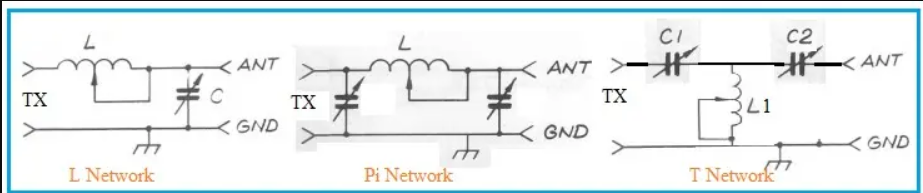 L
ANT
TX
C
GND
L Network
L
ANT
TX
GND
Pi Network
C1
C2
ANT
TX
L1
GND
T Network